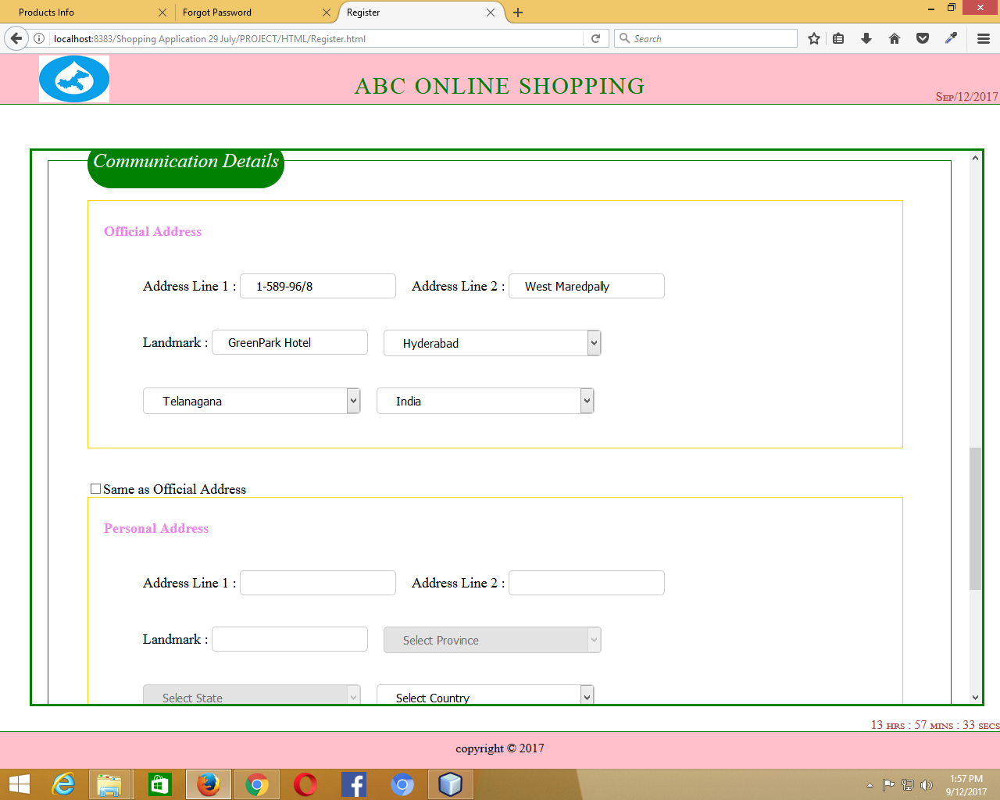 Products Info
Forgot Password
Register
localhost:8383/Shopping Application 29 July/PROJECT/HTML/Register.html
Search
ABC ONLINE SHOPPING
Sep/12/2017
Communication Details
Official Address
Address Line 1 : 1-589-96/8 Address Line 2 : West Maredpally
Landmark : GreenPark Hotel Hyderabad
Telanagana India
Same as Official Address
Personal Address
Address Line 1 : Address Line 2 :
Landmark : Select Province
Select State Select Country
13 hrs : 57 mins : 33 secs
copyright © 2017
1:57 PM
9/12/2017